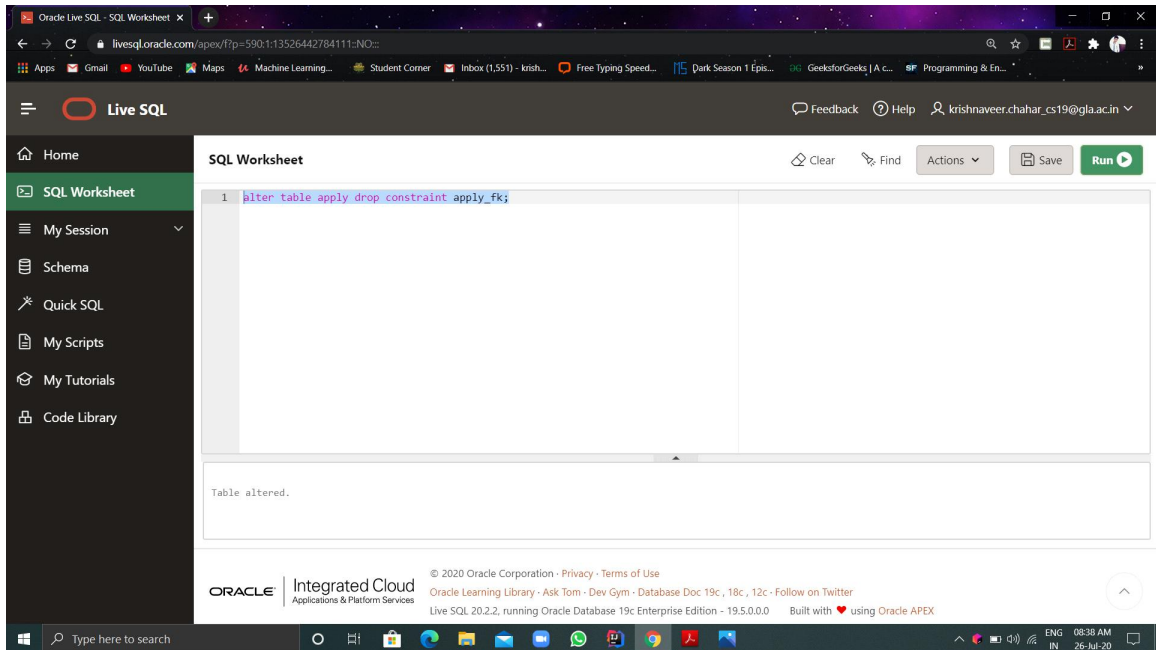 Oracle Live SQL - SQL Worksheet
livesql.oracle.com/apex/f?p=590:1:13526442784111::NO:::
Apps Gmail YouTube Maps Machine Learning... Student Corner Inbox (1,551) - krish... Free Typing Speed... Dark Season 1 Epis... GeeksforGeeks | A c... SF Programming & En... »
Live SQL
Feedback Help krishnaveer.chahar_cs19@gla.ac.in
Home
SQL Worksheet
My Session
Schema
Quick SQL
My Scripts
My Tutorials
Code Library
SQL Worksheet
Clear Find Actions Save Run
1 alter table apply drop constraint apply_fk;
Table altered.
ORACLE Integrated Cloud
Applications & Platform Services
© 2020 Oracle Corporation · Privacy · Terms of Use
Oracle Learning Library · Ask Tom · Dev Gym · Database Doc 19c , 18c , 12c · Follow on Twitter
Live SQL 20.2.2, running Oracle Database 19c Enterprise Edition - 19.5.0.0.0 Built with ❤ using Oracle APEX
Type here to search
ENG 08:38 AM
IN 26-Jul-20